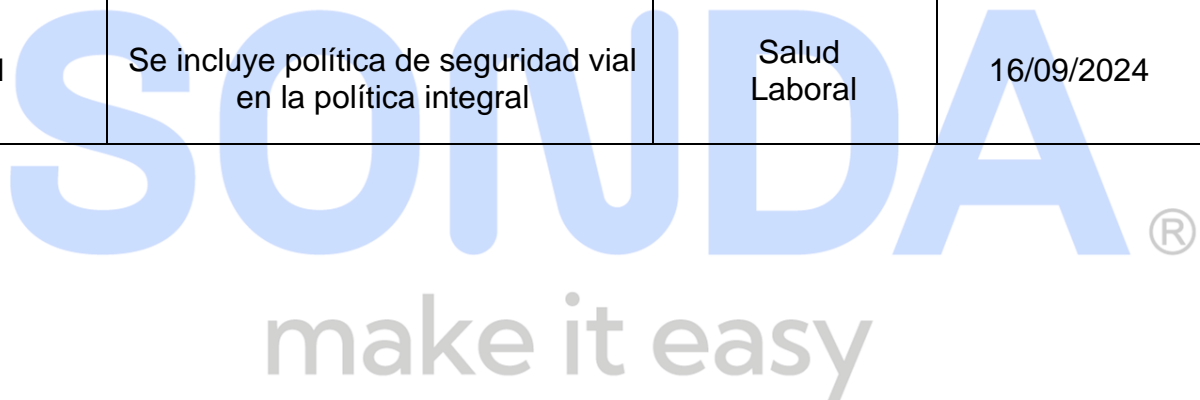 Se incluye política de seguridad vial
en la política integral
Salud
Laboral
16/09/2024
SONDA®
make it easy